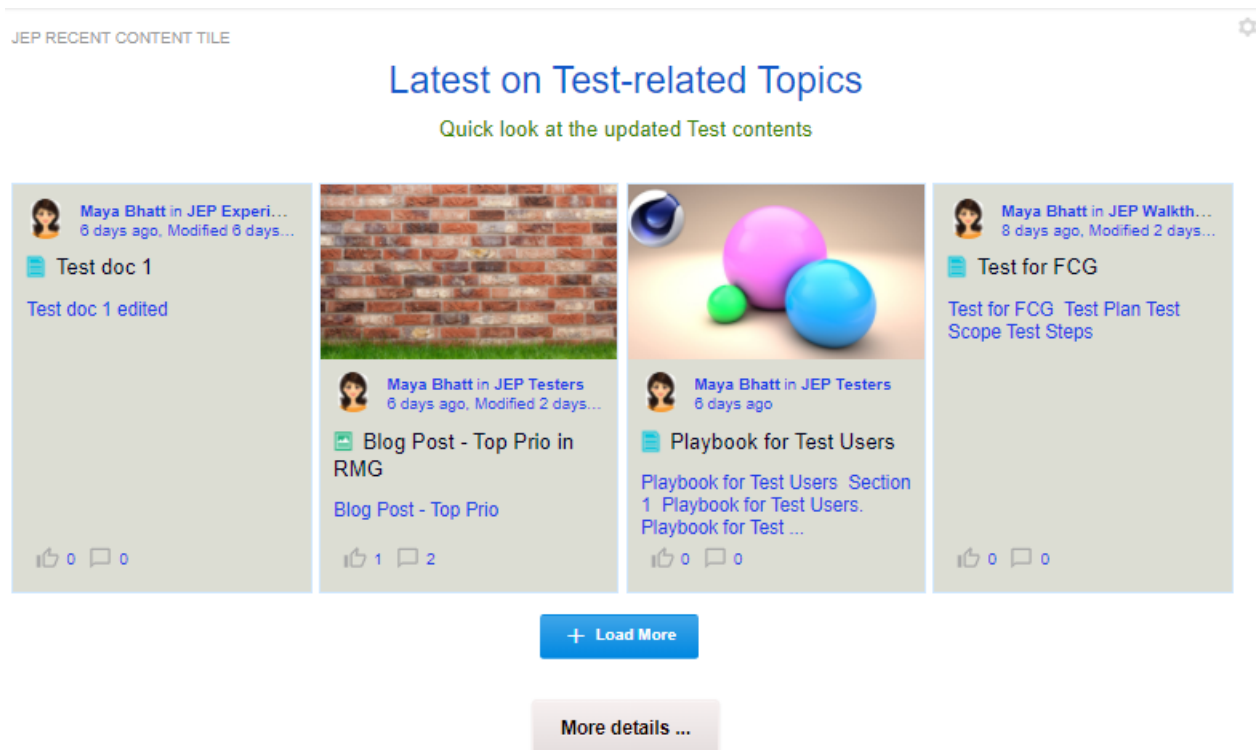 JEP RECENT CONTENT TILE
Latest on Test-related Topics
Quick look at the updated Test contents
Maya Bhatt in JEP Experi...
6 days ago, Modified 6 days...
Test doc 1
Test doc 1 edited
0 0
Maya Bhatt in JEP Testers
6 days ago, Modified 2 days...
Blog Post - Top Prio in
RMG
Blog Post - Top Prio
1 2
Maya Bhatt in JEP Testers
6 days ago
Playbook for Test Users
Playbook for Test Users Section
1 Playbook for Test Users.
Playbook for Test ...
0 0
Maya Bhatt in JEP Walkth...
8 days ago, Modified 2 days...
Test for FCG
Test for FCG Test Plan Test
Scope Test Steps
0 0
+ Load More
More details ...